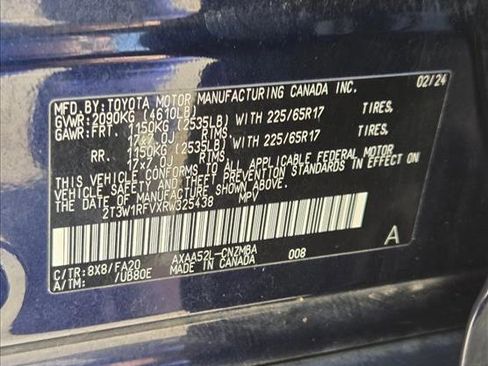 MFD. BY: TOYOTA MOTOR MANUFACTURING CANADA INC. 02/24
GVWR: 2090KG (4610LB)
GAWR: FRT. 1150KG (2535LB) WITH 225/65R17 TIRES,
17X7.0J RIMS,
RR. 1150KG (2535LB) WITH 225/65R17 TIRES,
17X7.0J RIMS,
THIS VEHICLE CONFORMS TO ALL APPLICABLE FEDERAL MOTOR
VEHICLE SAFETY AND THEFT PREVENTION STANDARDS IN EFFECT
ON THE DATE OF MANUFACTURE SHOWN ABOVE.
2T3W1RFVXRW325438 MPV
C/TR: 8X8/FA20 AXAA52L-CNZMBA
A/TM: /UB80E MADE IN CANADA 008 A